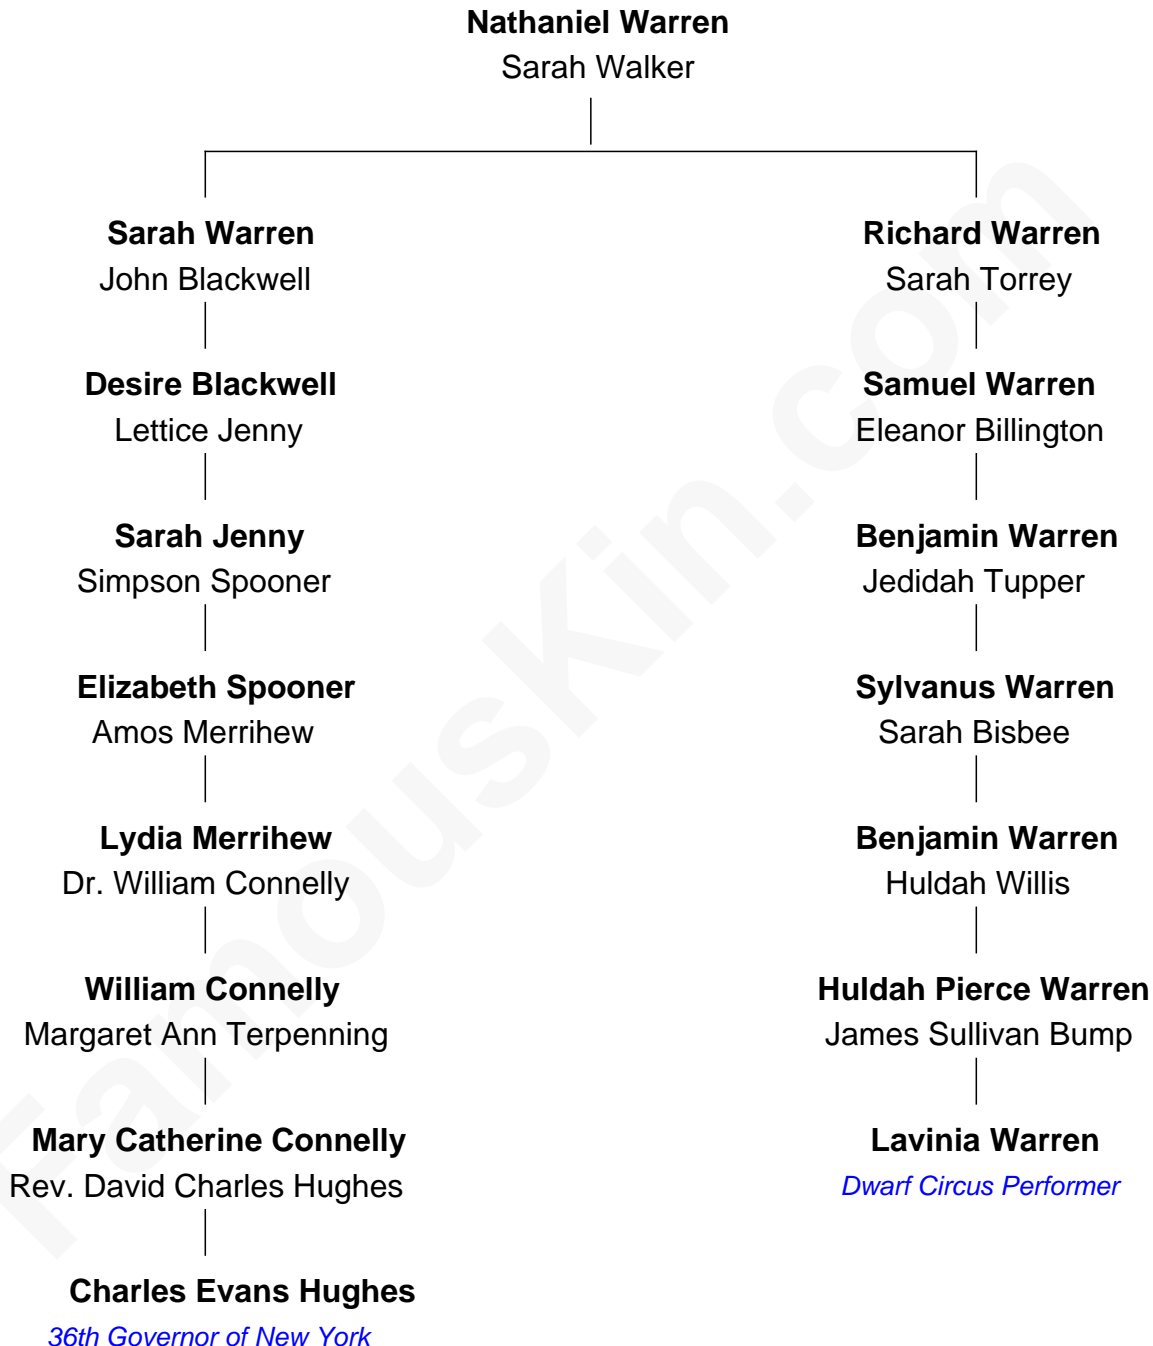 Nathaniel Warren
Sarah Walker
Sarah Warren
John Blackwell
Richard Warren
Sarah Torrey
Desire Blackwell
Lettice Jenny
Samuel Warren
Eleanor Billington
Sarah Jenny
Simpson Spooner
Benjamin Warren
Jedidah Tupper
Elizabeth Spooner
Amos Merrihew
Sylvanus Warren
Sarah Bisbee
Lydia Merrihew
Dr. William Connelly
Benjamin Warren
Huldah Willis
William Connelly
Margaret Ann Terpenning
Huldah Pierce Warren
James Sullivan Bump
Mary Catherine Connelly
Rev. David Charles Hughes
Lavinia Warren
Dwarf Circus Performer
Charles Evans Hughes
36th Governor of New York
FamousKin.com